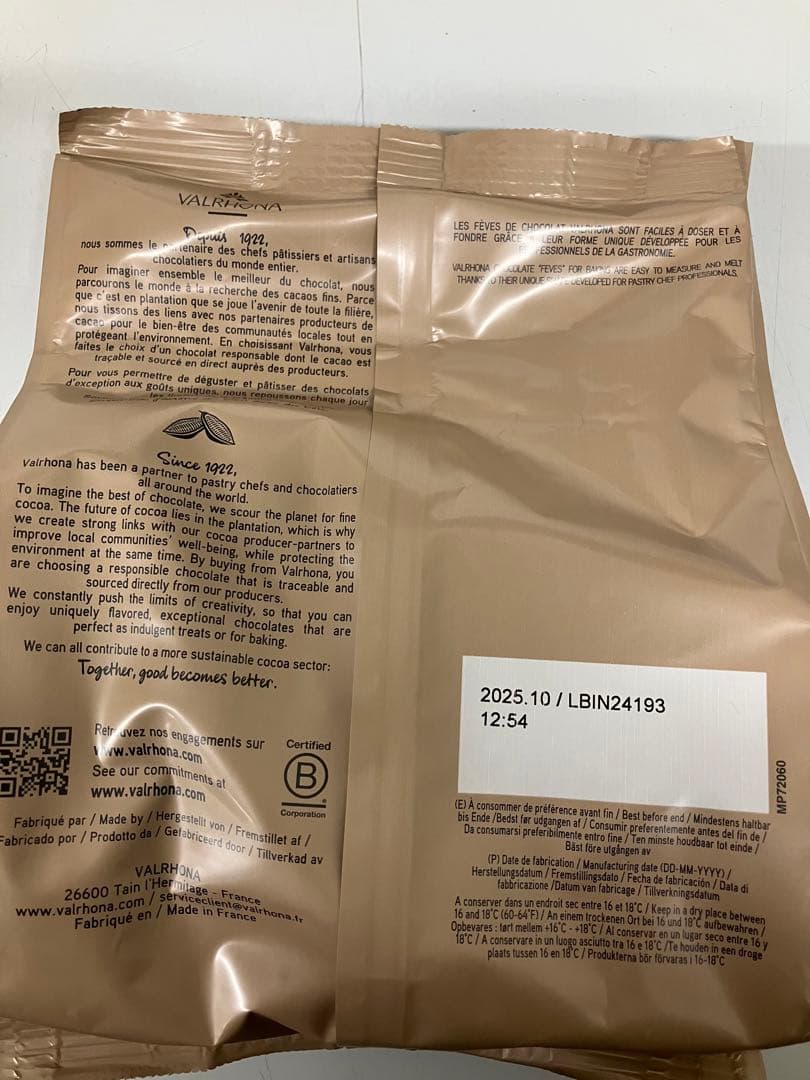 VALRHONA
Depuis 1922,
nous sommes le partenaire des chefs pâtissiers et artisans
chocolatiers du monde entier.
Pour imaginer ensemble le meilleur du chocolat, nous
parcourons le monde à la recherche des cacaos fins. Parce
que c'est en plantation que se joue l'avenir de toute la filière,
nous tissons des liens avec nos partenaires producteurs de
cacao pour le bien-être des communautés locales tout en
protégeant l'environnement. En choisissant Valrhona, vous
faites le choix d'un chocolat responsable dont le cacao est
traçable et sourcé en direct auprès des producteurs.
Pour vous permettre de déguster et pâtisser des chocolats
d'exception aux goûts uniques, nous repoussons chaque jour
Since 1922,
Valrhona has been a partner to pastry chefs and chocolatiers
all around the world.
To imagine the best of chocolate, we scour the planet for fine
cocoa. The future of cocoa lies in the plantation, which is why
we create strong links with our cocoa producer-partners to
improve local communities' well-being, while protecting the
environment at the same time. By buying from Valrhona, you
are choosing a responsible chocolate that is traceable and
sourced directly from our producers.
We constantly push the limits of creativity, so that you can
enjoy uniquely flavored, exceptional chocolates that are
perfect as indulgent treats or for baking.
We can all contribute to a more sustainable cocoa sector:
Together, good becomes better.
Retrouvez nos engagements sur
www.valrhona.com
See our commitments at
www.valrhona.com
Certified
B
Corporation
Fabriqué par / Made by / Hergestellt von / Fremstillet af /
Fabricado por / Prodotto da / Gefabriceerd door / Tillverkad av
VALRHONA
26600 Tain l'Hermitage - France
www.valrhona.com / serviceclient@valrhona.fr
Fabriqué en / Made in France
LES FÈVES DE CHOCOLAT VALRHONA SONT FACILES À DOSER ET À
FONDRE GRÂCE LEUR FORME UNIQUE DÉVELOPPÉE POUR LES
PROFESSIONNELS DE LA GASTRONOMIE.
VALRHONA CHOCOLATE "FEVES" FOR BAKING ARE EASY TO MEASURE AND MELT
THANKS TO THEIR UNIQUE SHAPE DEVELOPED FOR PASTRY CHEF PROFESSIONALS.
2025.10 / LBIN24193
12:54
MP72060
(E) À consommer de préférence avant fin / Best before end / Mindestens haltbar
bis Ende /Bedst før udgangen af / Consumir preferentemente antes del fin de /
Da consumarsi preferibilmente entro fine / Ten minste houdbaar tot einde /
Bäst före utgången av
(P) Date de fabrication / Manufacturing date (DD-MM-YYYY) /
Herstellungsdatum / Fremstillingsdato / Fecha de fabricación / Data di
fabbricazione /Datum van fabricage / Tillverkningsdatum
A conserver dans un endroit sec entre 16 et 18°C / Keep in a dry place between
16 and 18°C (60-64°F) / An einem trockenen Ort bei 16 und 18°C aufbewahren /
Opbevares : tørt mellem +16°C - +18°C / Al conservar en un lugar seco entre 16 y
18°C / A conservare in un luogo asciutto tra 16 e 18°C /Te houden in een droge
plaats tussen 16 en 18°C / Produkterna bör förvaras i 16-18°C